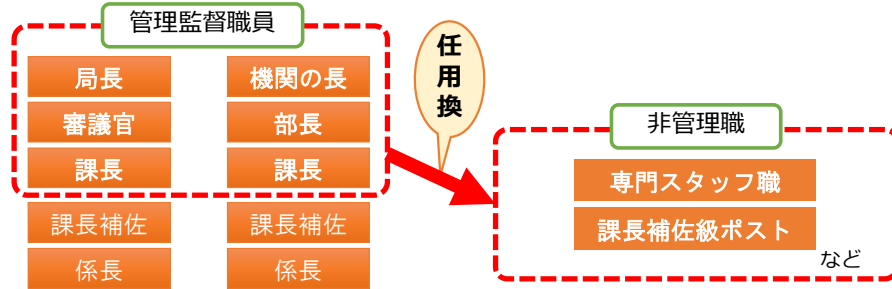 管理監督職員
局長
機関の長
審議官
部長
課長
課長
課長補佐
課長補佐
係長
係長
任用換
非管理職
専門スタッフ職
課長補佐級ポスト
など